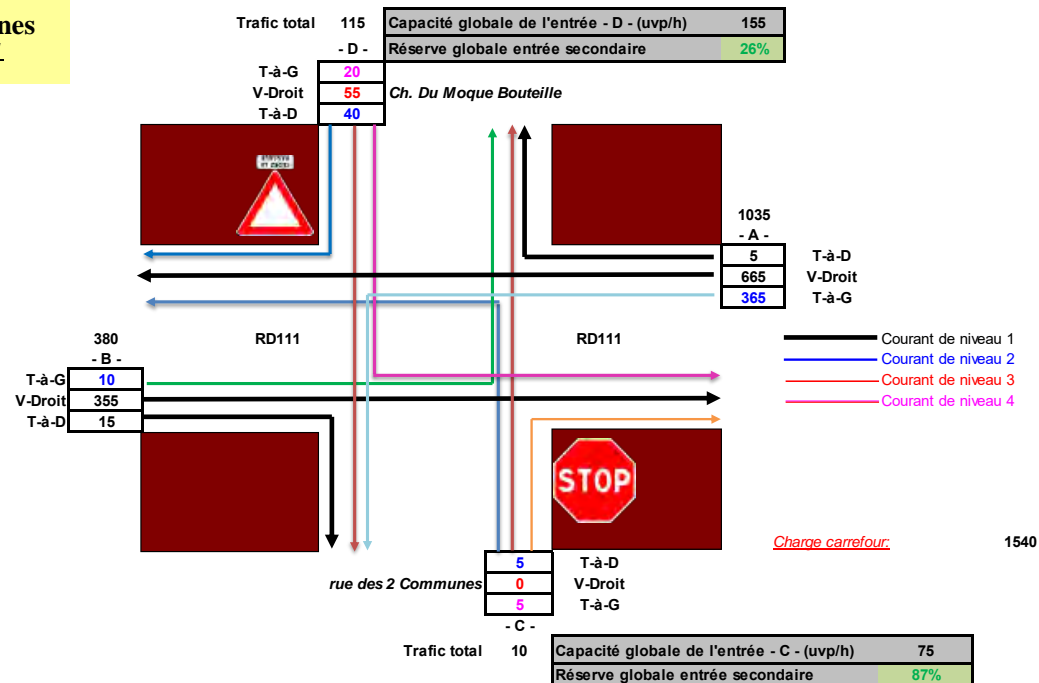 nes
Trafic total 115 Capacité globale de l'entrée - D - (uvp/h) 155
- D - Réserve globale entrée secondaire 26%
T-à-G 20
V-Droit 55 Ch. Du Moque Bouteille
T-à-D 40
1035
- A -
5 T-à-D
665 V-Droit
365 T-à-G
380 RD111 RD111
- B -
T-à-G 10
V-Droit 355
T-à-D 15
Courant de niveau 1
Courant de niveau 2
Courant de niveau 3
Courant de niveau 4
STOP
Charge carrefour: 1540
5 T-à-D
rue des 2 Communes 0 V-Droit
5 T-à-G
- C -
Trafic total 10 Capacité globale de l'entrée - C - (uvp/h) 75
Réserve globale entrée secondaire 87%